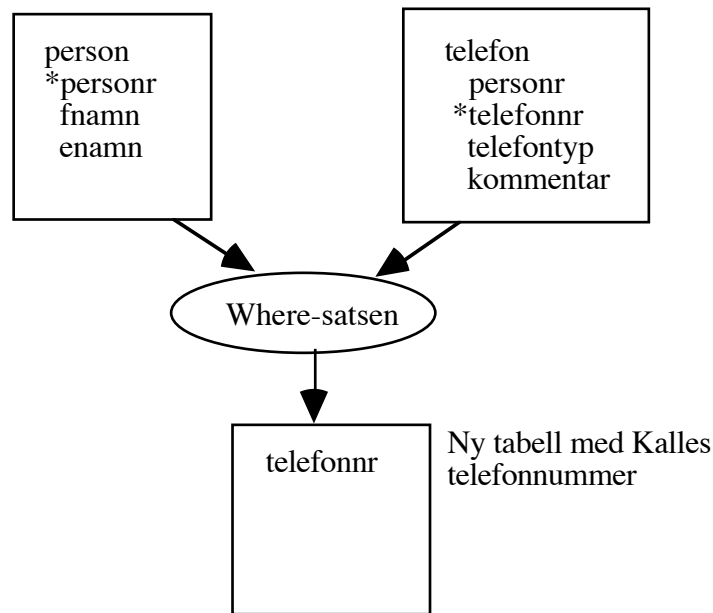 person
*personr
fnamn
enamn
telefon
personr
*telefonnr
telefontyp
kommentar
Where-satsen
telefonnr
Ny tabell med Kalles
telefonnummer